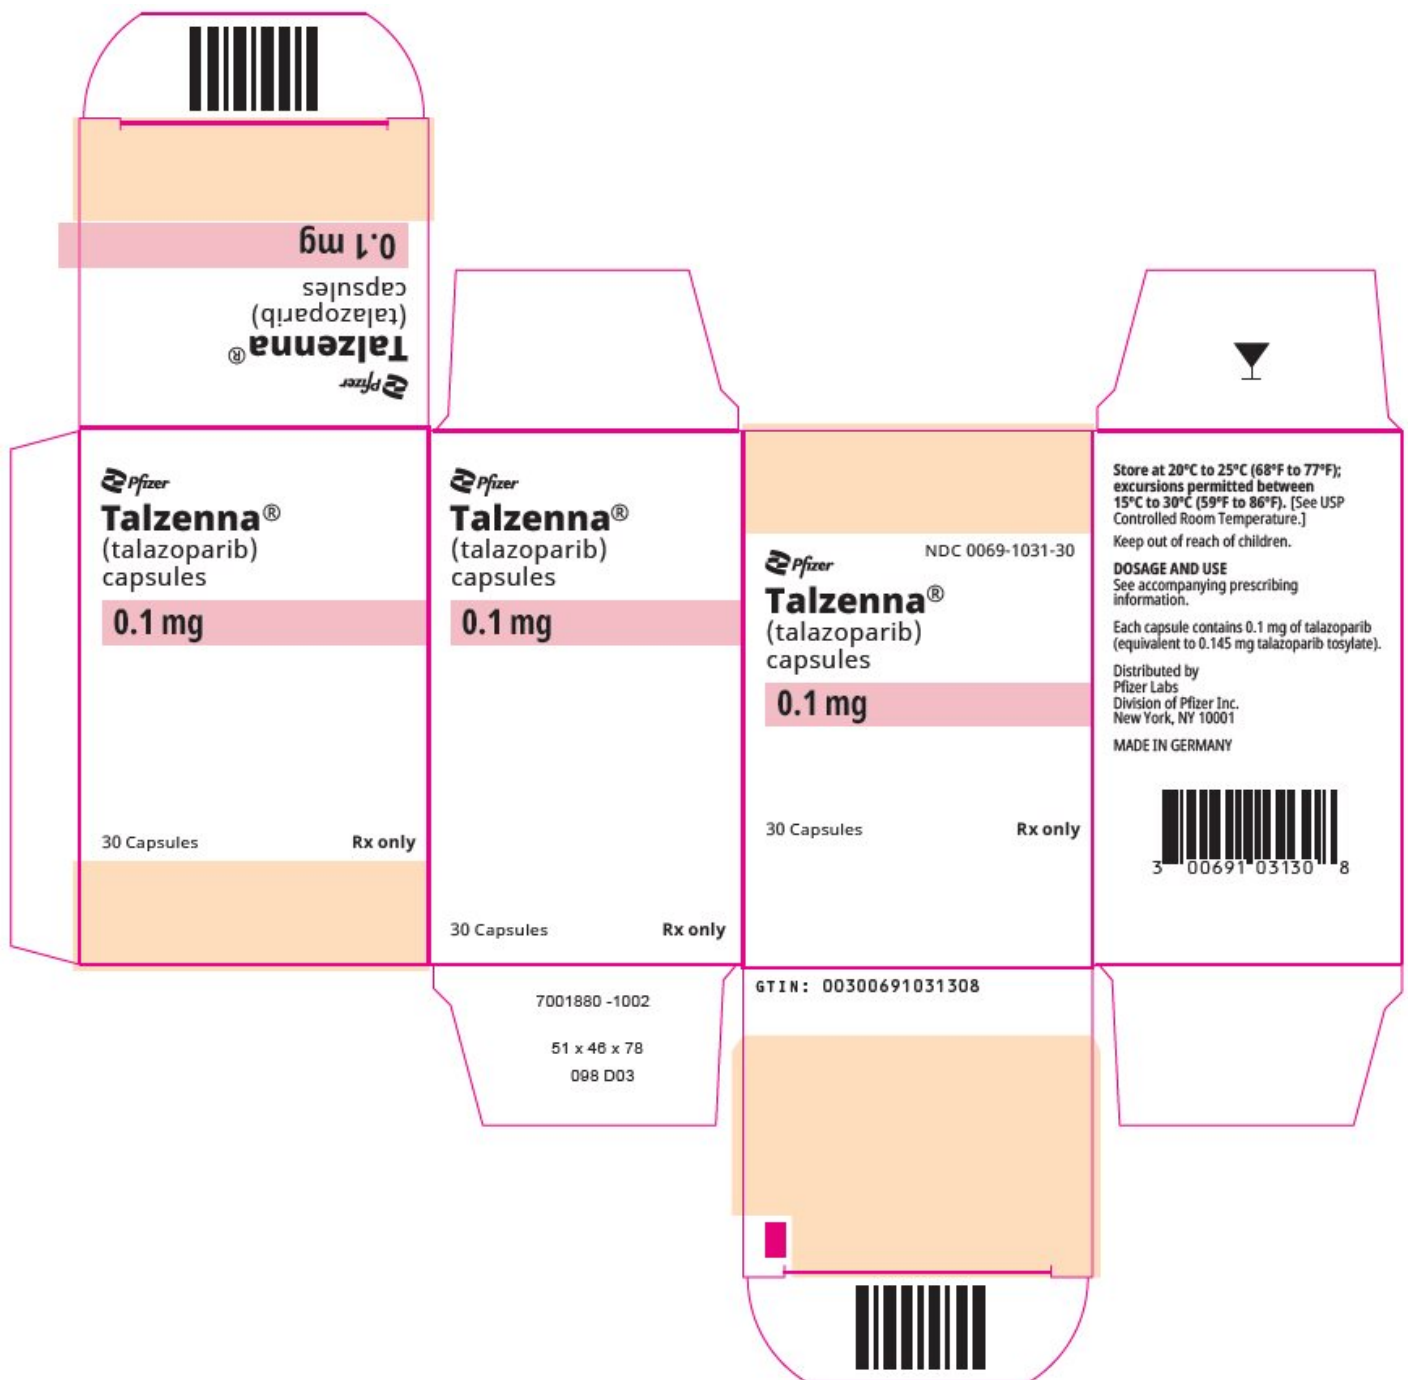 0.1 mg
capsules
(talazoparib)
Talzenna®
Pfizer
Pfizer
Talzenna®
(talazoparib)
capsules
0.1 mg
30 Capsules
Rx only
Pfizer
Talzenna®
(talazoparib)
capsules
0.1 mg
30 Capsules
Rx only
7001880 -1002
51 x 46 x 78
098 D03
NDC 0069-1031-30
Pfizer
Talzenna®
(talazoparib)
capsules
0.1 mg
30 Capsules
Rx only
GTIN: 00300691031308
Store at 20°C to 25°C (68°F to 77°F);
excursions permitted between
15°C to 30°C (59°F to 86°F). [See USP
Controlled Room Temperature.]
Keep out of reach of children.
DOSAGE AND USE
See accompanying prescribing
information.
Each capsule contains 0.1 mg of talazoparib
(equivalent to 0.145 mg talazoparib tosylate).
Distributed by
Pfizer Labs
Division of Pfizer Inc.
New York, NY 10001
MADE IN GERMANY
3 00691 03130 8